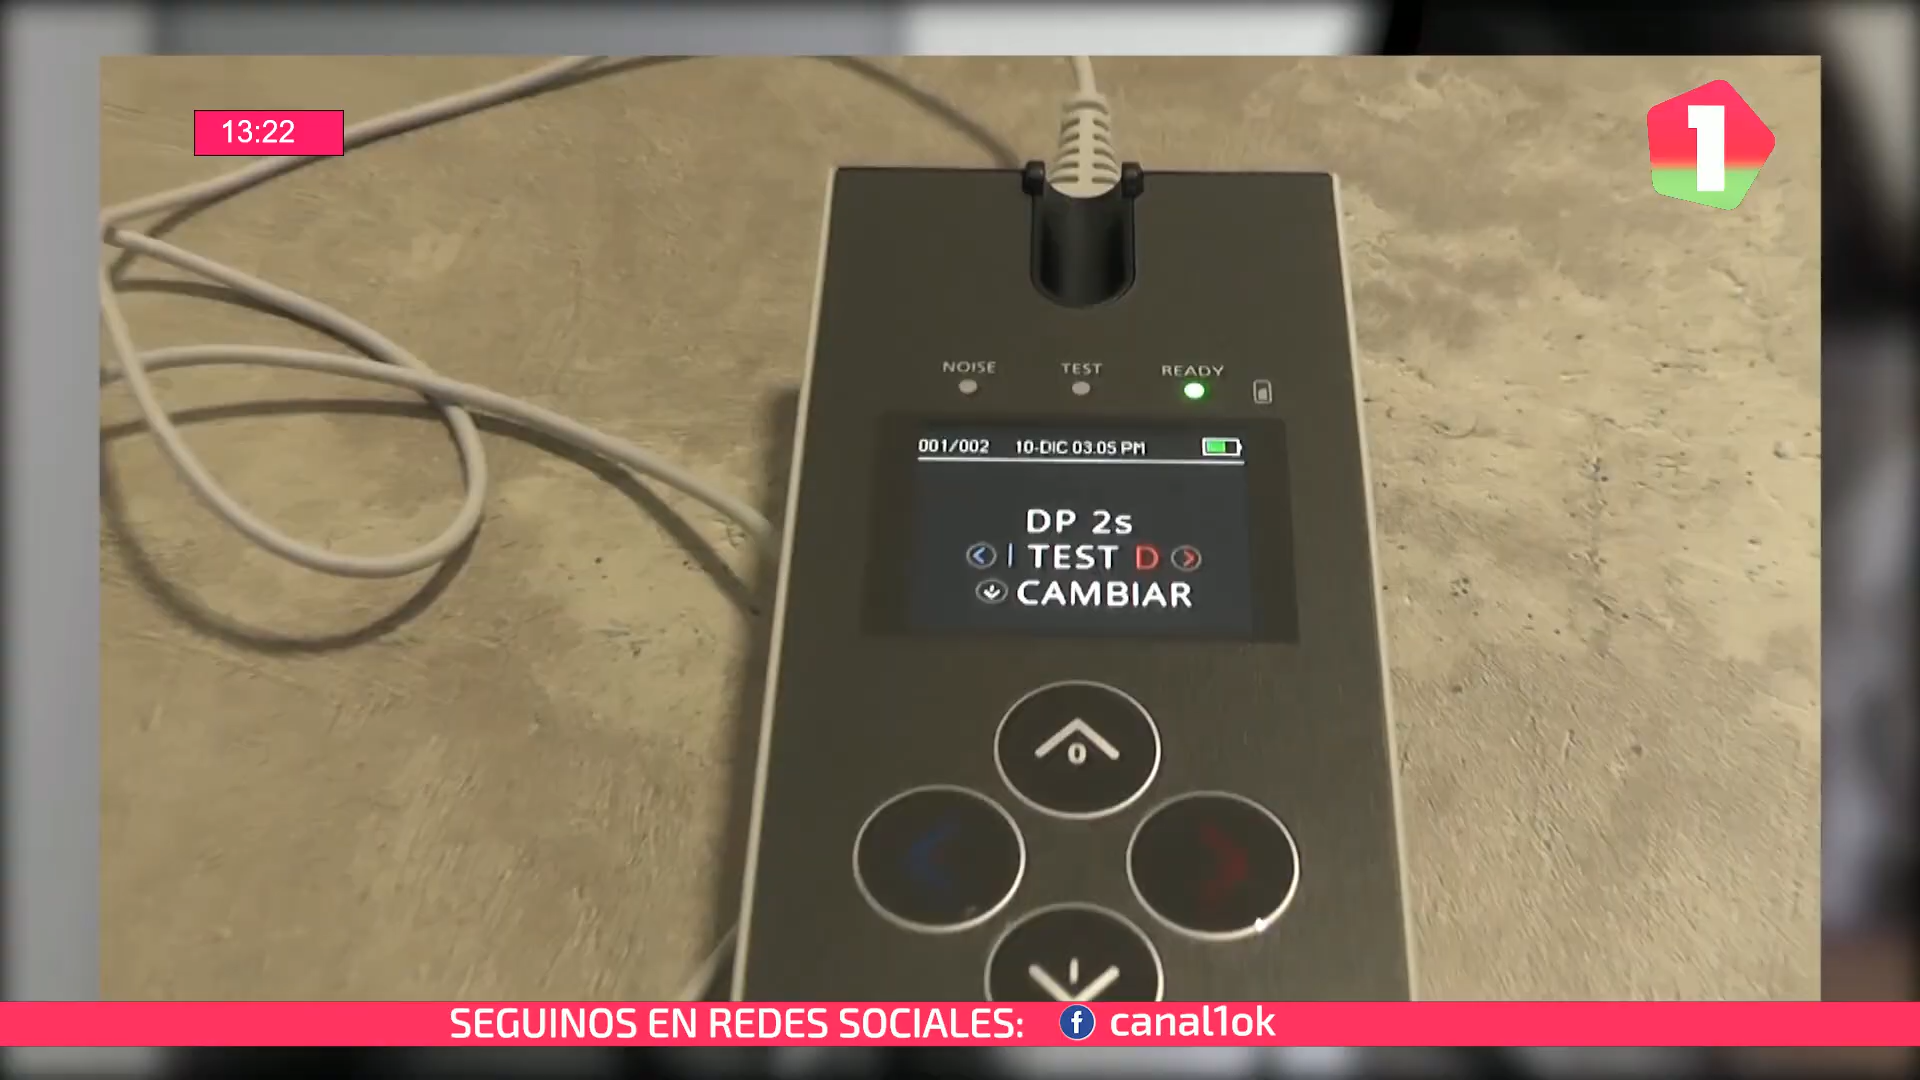 13:22
1
NOISE TEST READY
001/002 10-DIC 03.05 PM
DP 2s
I TEST D
CAMBIAR
0
I
SEGUINOS EN REDES SOCIALES: canal1ok